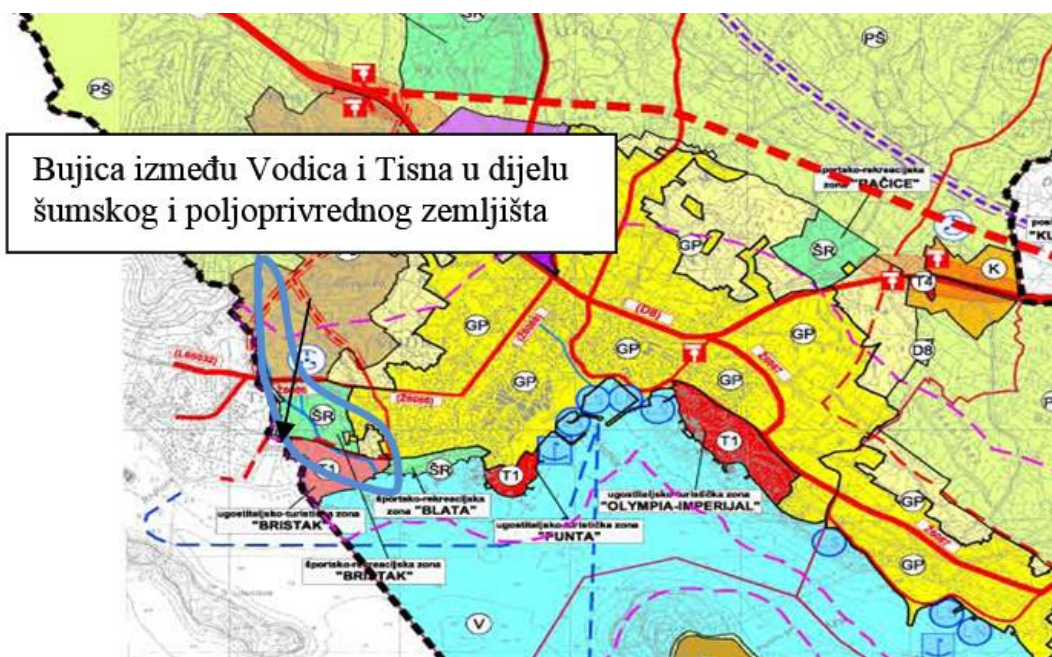 ŠR
PŠ
PŠ
Bujica između Vodica i Tisna u dijelu
šumskog i poljoprivrednog zemljišta
športsko-rekreacijska
zona "RAČICE"
GP
ŠR
K
T4
"KU
GP
(D8)
GP
GP
GP
D8
GP
T1
ŠR
T1
ŠR
T1
športsko-rekreacijska
zona "BLATA"
ugostiteljsko-turistička zona
"BRISTAK"
ugostiteljsko-turistička zona
"PUNTA"
ugostiteljsko-turistička zona
"OLYMPIA-IMPERIJAL"
športsko-rekreacijska zona
"BRISTAK"
GP
GP
V